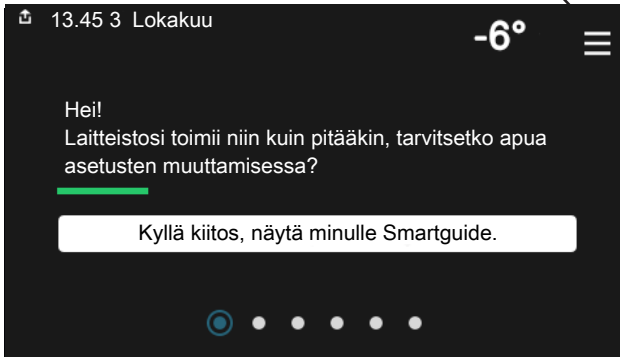 13.45 3 Lokakuu
-6°
Hei!
Laitteistosi toimii niin kuin pitääkin, tarvitsetko apua
asetusten muuttamisessa?
Kyllä kiitos, näytä minulle Smartguide.